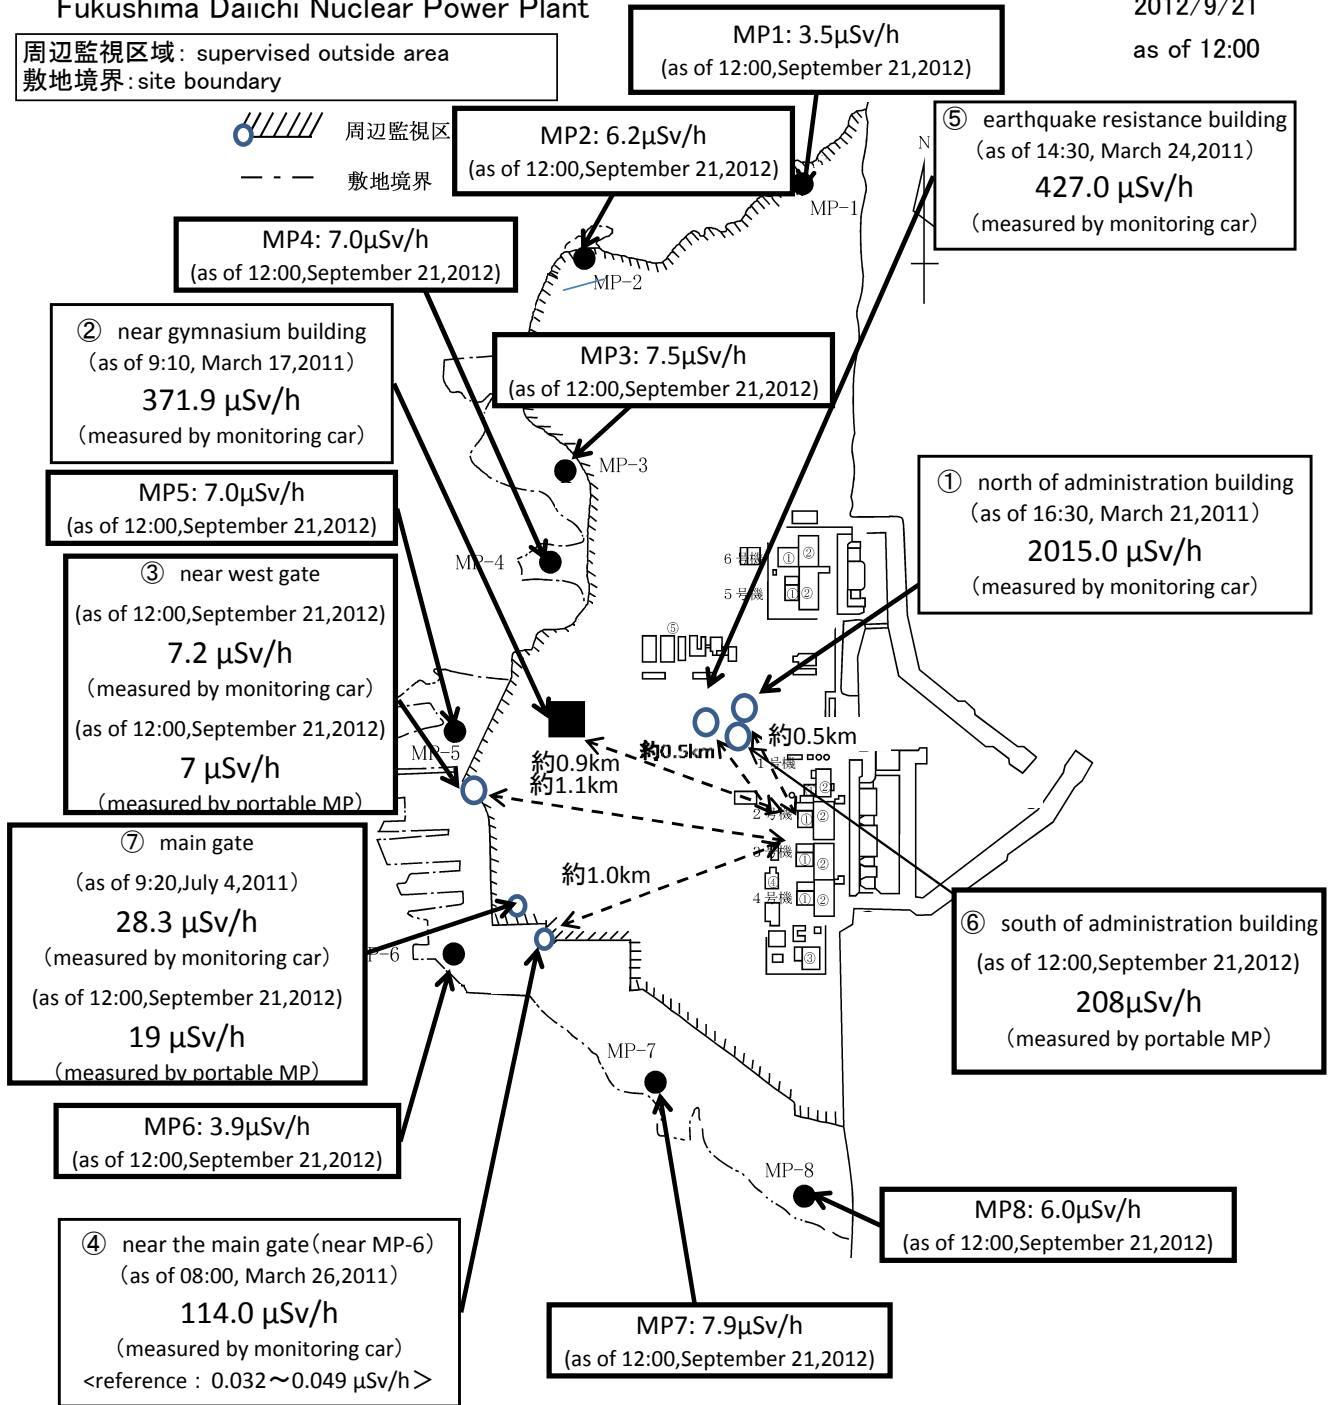 Fukushima Daiichi Nuclear Power Plant
2012/9/21
as of 12:00
周辺監視区域: supervised outside area
敷地境界:site boundary
周辺監視区
敷地境界
MP1: 3.5μSv/h
(as of 12:00,September 21,2012)
MP2: 6.2μSv/h
(as of 12:00,September 21,2012)
⑤ earthquake resistance building
(as of 14:30, March 24,2011)
427.0 μSv/h
(measured by monitoring car)
N
MP-1
MP4: 7.0μSv/h
(as of 12:00,September 21,2012)
MP-2
② near gymnasium building
(as of 9:10, March 17,2011)
371.9 μSv/h
(measured by monitoring car)
MP3: 7.5μSv/h
(as of 12:00,September 21,2012)
MP-3
MP5: 7.0μSv/h
(as of 12:00,September 21,2012)
① north of administration building
(as of 16:30, March 21,2011)
2015.0 μSv/h
(measured by monitoring car)
MP-4
6号機
① ②
5号機
① ②
③ near west gate
(as of 12:00,September 21,2012)
7.2 μSv/h
(measured by monitoring car)
(as of 12:00,September 21,2012)
7 μSv/h
(measured by portable MP)
⑤
MP-5
約0.9km
約1.1km
約0.5km
約0.5km
1号機
②
2号機
① ②
3号機
① ②
④
4号機
① ②
③
約1.0km
⑦ main gate
(as of 9:20,July 4,2011)
28.3 μSv/h
(measured by monitoring car)
(as of 12:00,September 21,2012)
19 μSv/h
(measured by portable MP)
P-6
⑥ south of administration building
(as of 12:00,September 21,2012)
208μSv/h
(measured by portable MP)
MP-7
MP6: 3.9μSv/h
(as of 12:00,September 21,2012)
MP-8
MP8: 6.0μSv/h
(as of 12:00,September 21,2012)
④ near the main gate(near MP-6)
(as of 08:00, March 26,2011)
114.0 μSv/h
(measured by monitoring car)
<reference : 0.032～0.049 μSv/h＞
MP7: 7.9μSv/h
(as of 12:00,September 21,2012)